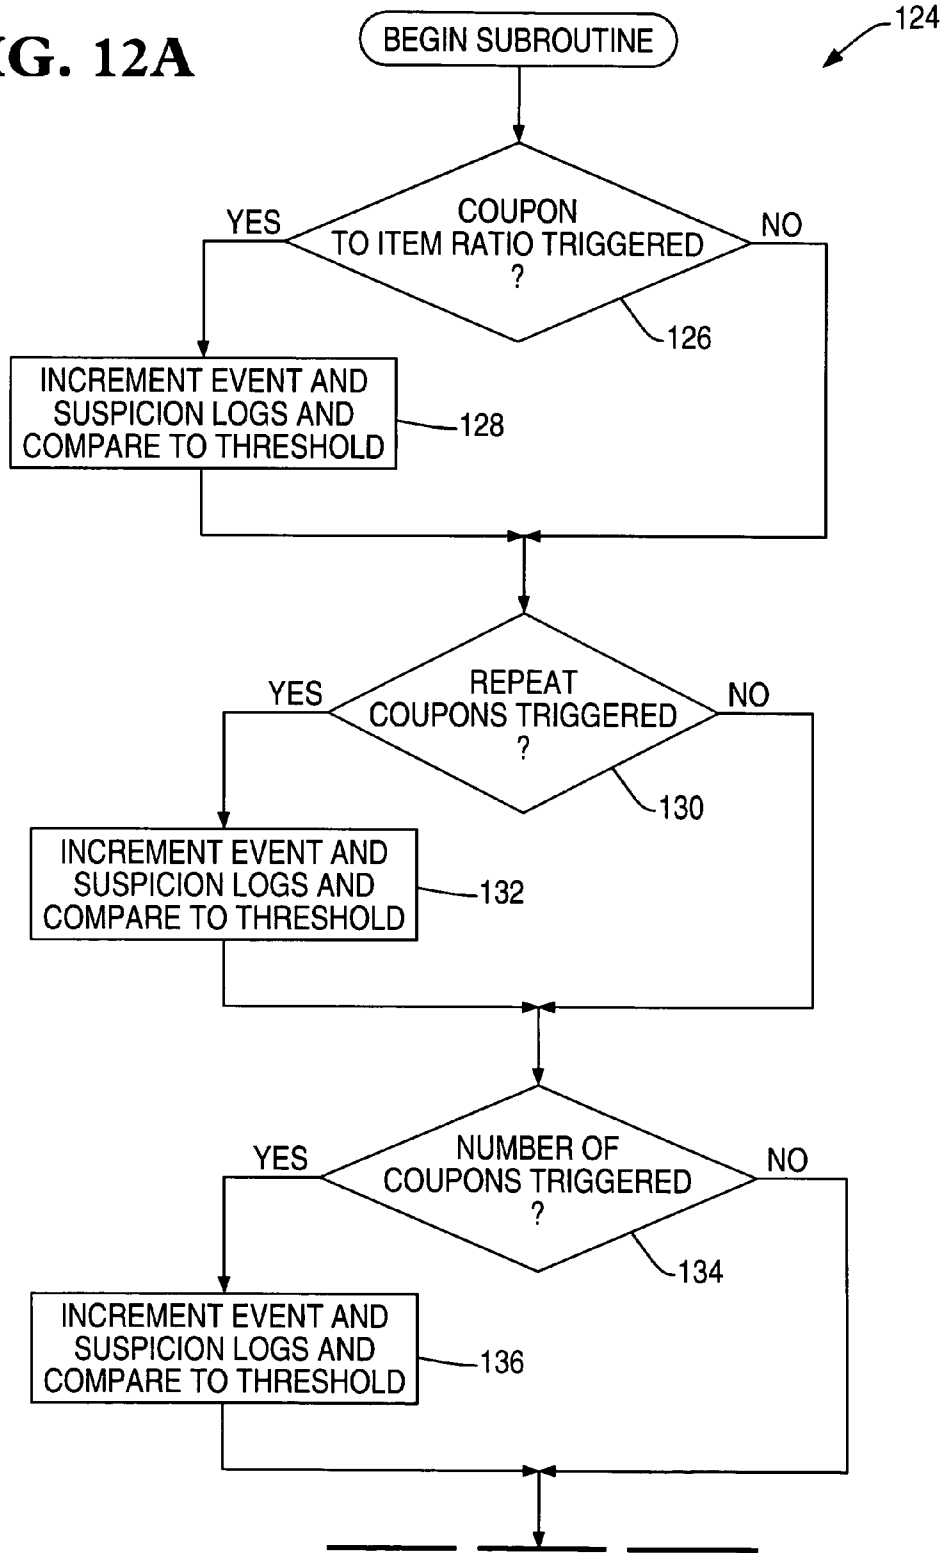 G. 12A
BEGIN SUBROUTINE
124
COUPON
TO ITEM RATIO TRIGGERED
?
YES
NO
126
INCREMENT EVENT AND
SUSPICION LOGS AND
COMPARE TO THRESHOLD
128
REPEAT
COUPONS TRIGGERED
?
YES
NO
130
INCREMENT EVENT AND
SUSPICION LOGS AND
COMPARE TO THRESHOLD
132
NUMBER OF
COUPONS TRIGGERED
?
YES
NO
134
INCREMENT EVENT AND
SUSPICION LOGS AND
COMPARE TO THRESHOLD
136